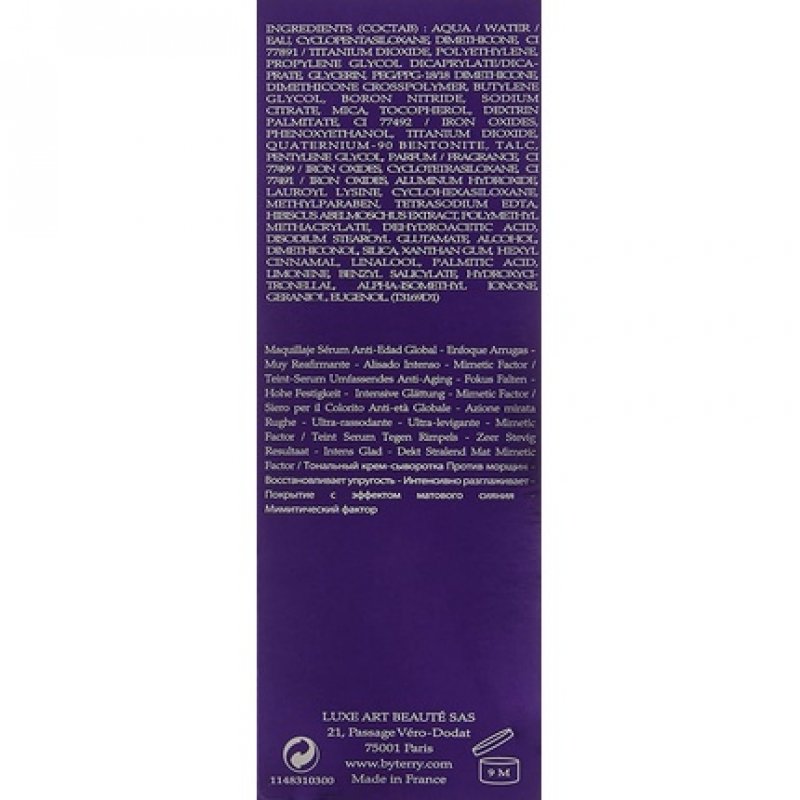 INGREDIENTS (COCTAB) : AQUA / WATER /
EAU, CYCLOPENTASILOXANE, DIMETHICONE, CI
77891 / TITANIUM DIOXIDE, POLYETHYLENE,
PROPYLENE GLYCOL DICAPRYLATE/DICA-
PRATE, GLYCERIN, PEG/PPG-18/18 DIMETHICONE,
DIMETHICONE CROSSPOLYMER, BUTYLENE
GLYCOL, BORON NITRIDE, SODIUM
CITRATE, MICA, TOCOPHEROL, DEXTRIN
PALMITATE, CI 77492 / IRON OXIDES,
PHENOXYETHANOL, TITANIUM DIOXIDE,
QUATERNIUM-90 BENTONITE, TALC,
PENTYLENE GLYCOL, PARFUM / FRAGRANCE, CI
77499 / IRON OXIDES, CYCLOTETRASILOXANE, CI
77491 / IRON OXIDES, ALUMINUM HYDROXIDE,
LAUROYL LYSINE, CYCLOHEXASILOXANE,
METHYLPARABEN, TETRASODIUM EDTA,
HIBISCUS ABELMOSCHUS EXTRACT, POLYMETHYL
METHACRYLATE, DEHYDROACETIC ACID,
DISODIUM STEAROYL GLUTAMATE, ALCOHOL,
DIMETHICONOL, SILICA, XANTHAN GUM, HEXYL
CINNAMAL, LINALOOL, PALMITIC ACID,
LIMONENE, BENZYL SALICYLATE, HYDROXYCI-
TRONELLAL, ALPHA-ISOMETHYL IONONE,
GERANIOL, EUGENOL. (T3169D1)
Maquillaje Sérum Anti-Edad Global - Enfoque Arrugas -
Muy Reafirmante - Alisado Intenso - Mimetic Factor /
Teint-Serum Umfassendes Anti-Aging - Fokus Falten -
Hohe Festigkeit - Intensive Glättung - Mimetic Factor /
Siero per il Colorito Anti-età Globale - Azione mirata
Rughe - Ultra-rassodante - Ultra-levigante - Mimetic
Factor / Teint Serum Tegen Rimpels - Zeer Stevig
Resultaat - Intens Glad - Dekt Stralend Mat Mimetic
Factor / Тональный крем-сыворотка Против морщин -
Восстанавливает упругость - Интенсивно разглаживает -
Покрытие с эффектом матового сияния
Мимитический фактор
LUXE ART BEAUTÉ SAS
21, Passage Véro-Dodat
75001 Paris
www.byterry.com
Made in France
1148310300
9 M